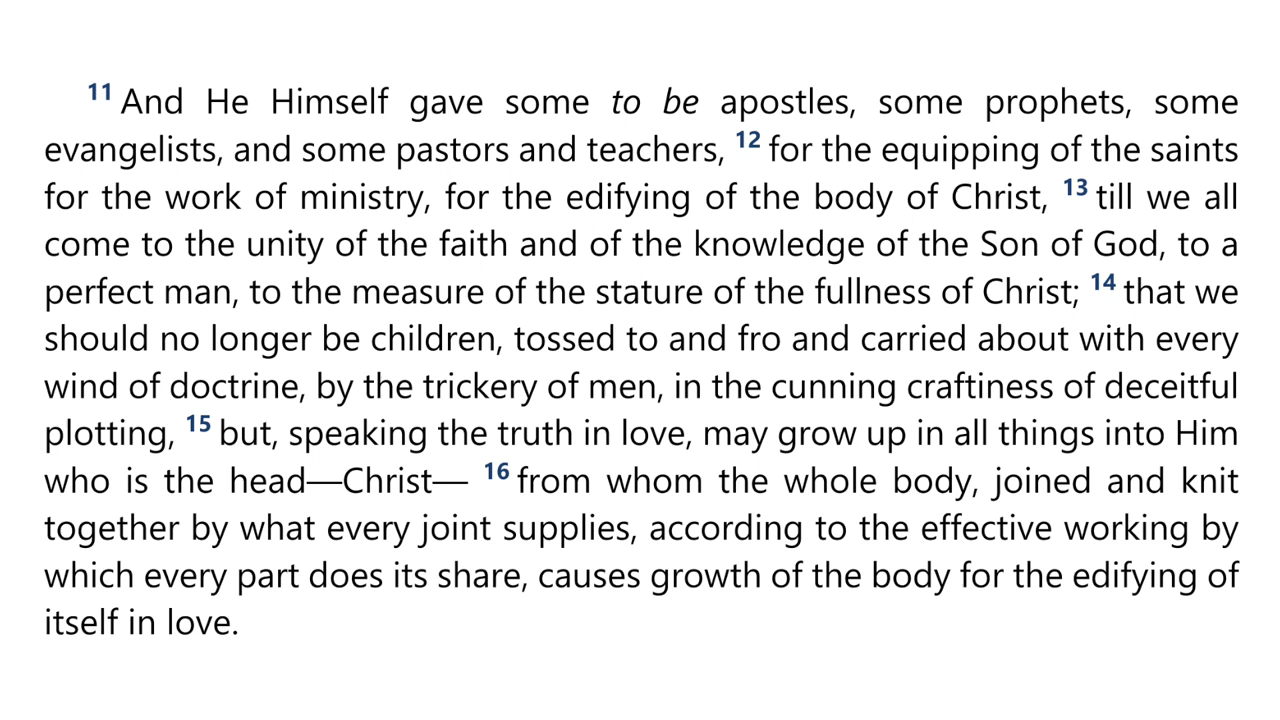 11 And He Himself gave some to be apostles, some prophets, some
evangelists, and some pastors and teachers, 12 for the equipping of the saints
for the work of ministry, for the edifying of the body of Christ, 13 till we all
come to the unity of the faith and of the knowledge of the Son of God, to a
perfect man, to the measure of the stature of the fullness of Christ; 14 that we
should no longer be children, tossed to and fro and carried about with every
wind of doctrine, by the trickery of men, in the cunning craftiness of deceitful
plotting, 15 but, speaking the truth in love, may grow up in all things into Him
who is the head—Christ— 16 from whom the whole body, joined and knit
together by what every joint supplies, according to the effective working by
which every part does its share, causes growth of the body for the edifying of
itself in love.